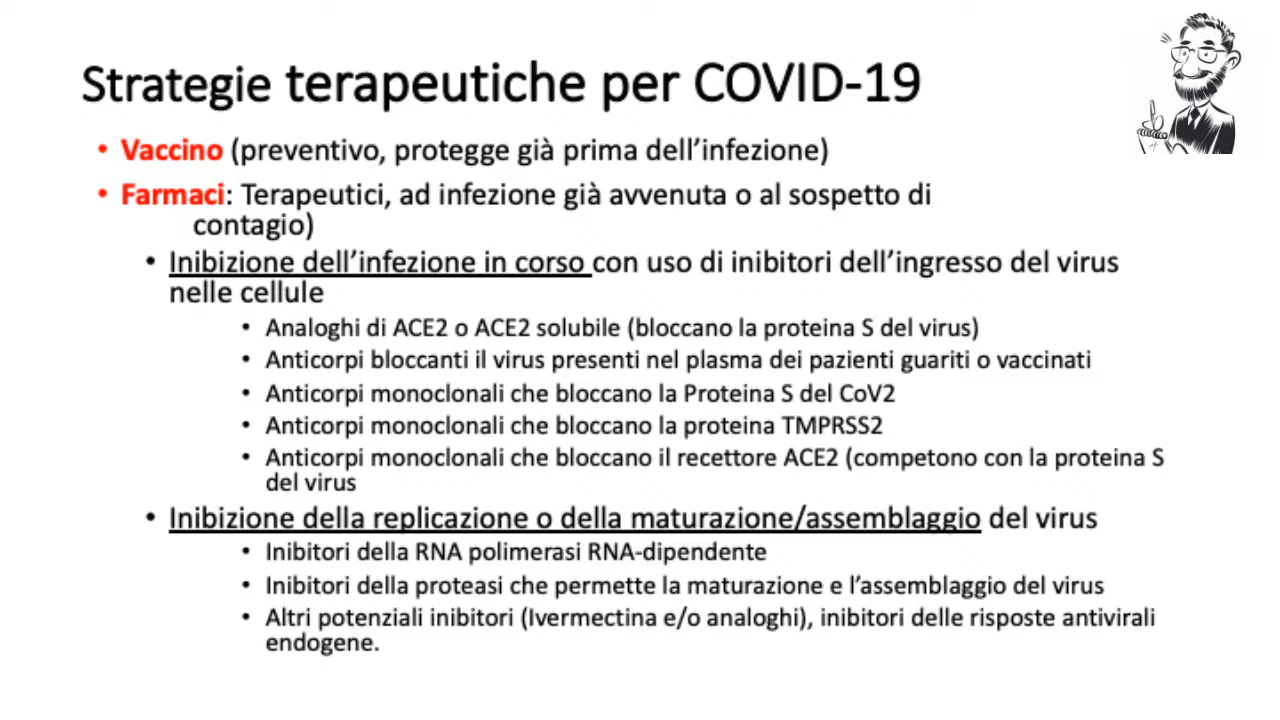 Strategie terapeutiche per COVID-19
• Vaccino (preventivo, protegge già prima dell’infezione)
• Farmaci: Terapeutici, ad infezione già avvenuta o al sospetto di
contagio)
• Inibizione dell’infezione in corso con uso di inibitori dell’ingresso del virus
nelle cellule
• Analoghi di ACE2 o ACE2 solubile (bloccano la proteina S del virus)
• Anticorpi bloccanti il virus presenti nel plasma dei pazienti guariti o vaccinati
• Anticorpi monoclonali che bloccano la Proteina S del CoV2
• Anticorpi monoclonali che bloccano la proteina TMPRSS2
• Anticorpi monoclonali che bloccano il recettore ACE2 (competono con la proteina S
del virus
• Inibizione della replicazione o della maturazione/assemblaggio del virus
• Inibitori della RNA polimerasi RNA-dipendente
• Inibitori della proteasi che permette la maturazione e l’assemblaggio del virus
• Altri potenziali inibitori (Ivermectina e/o analoghi), inibitori delle risposte antivirali
endogene.